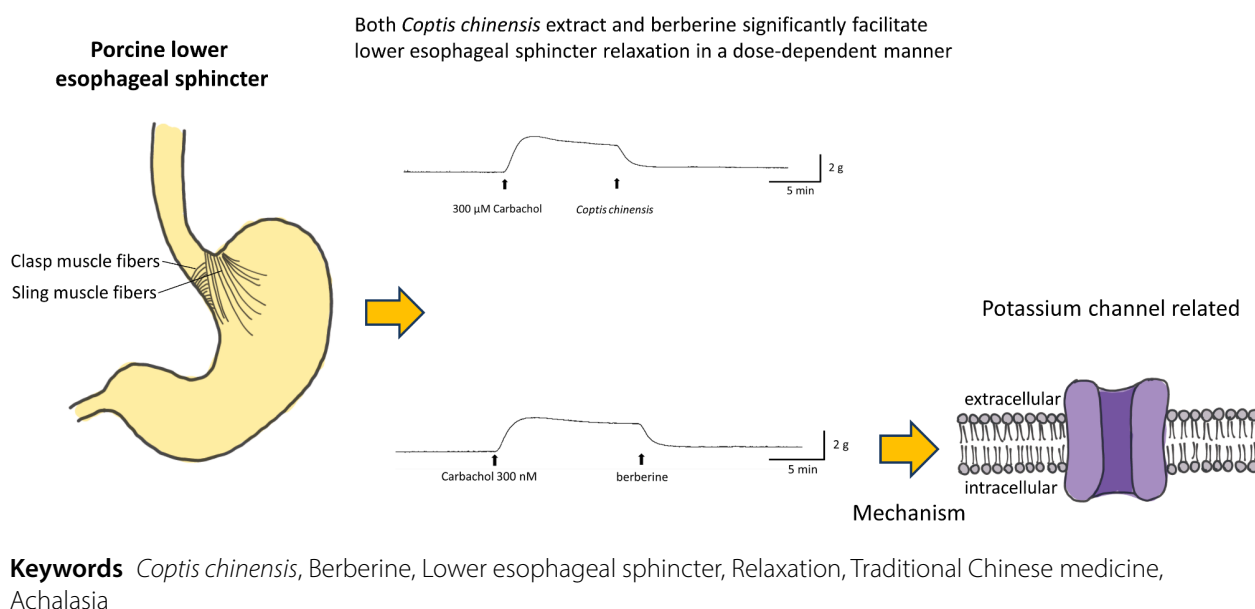 Both Coptis chinensis extract and berberine significantly facilitate
lower esophageal sphincter relaxation in a dose-dependent manner
Porcine lower
esophageal sphincter
Clasp muscle fibers
Sling muscle fibers
2 g
5 min
300 µM Carbachol
Coptis chinensis
2 g
5 min
Carbachol 300 nM
berberine
Mechanism
Potassium channel related
extracellular
intracellular
Keywords Coptis chinensis, Berberine, Lower esophageal sphincter, Relaxation, Traditional Chinese medicine,
Achalasia